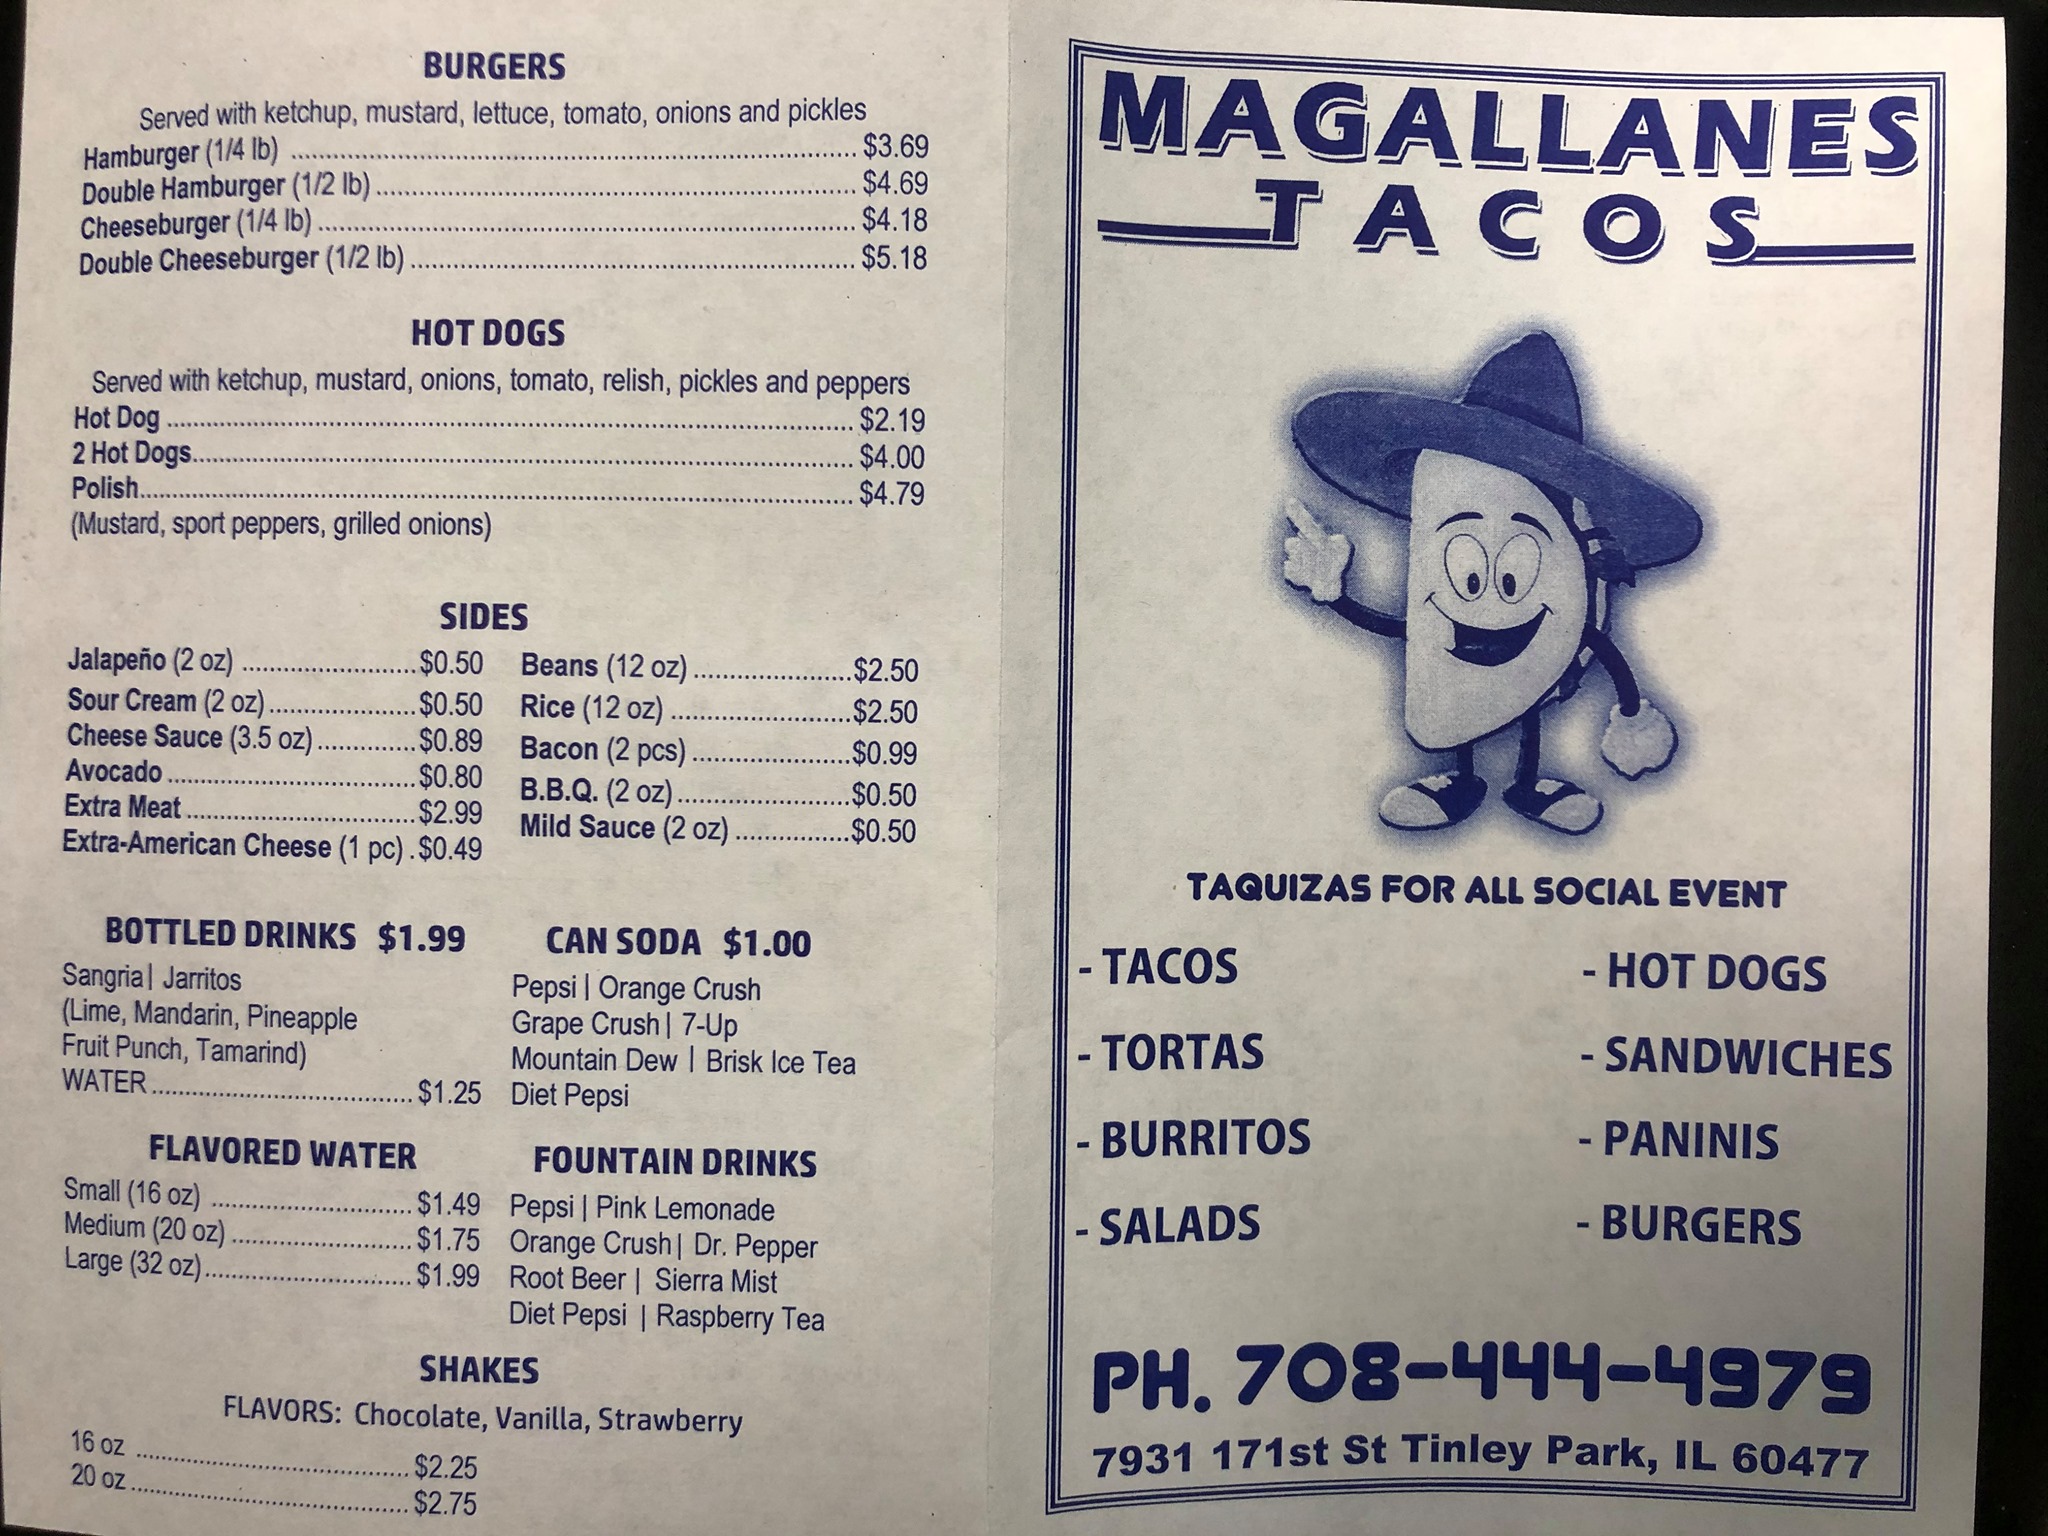 BURGERS
Served with ketchup, mustard, lettuce, tomato, onions and pickles
Hamburger (1/4 lb) $3.69
Double Hamburger (1/2 lb) $4.69
Cheeseburger (1/4 lb) $4.18
Double Cheeseburger (1/2 lb) $5.18
HOT DOGS
Served with ketchup, mustard, onions, tomato, relish, pickles and peppers
Hot Dog $2.19
2 Hot Dogs $4.00
Polish $4.79
(Mustard, sport peppers, grilled onions)
SIDES
Jalapeño (2 oz) $0.50
Sour Cream (2 oz) $0.50
Cheese Sauce (3.5 oz) $0.89
Avocado $0.80
Extra Meat $2.99
Extra-American Cheese (1 pc) $0.49
Beans (12 oz) $2.50
Rice (12 oz) $2.50
Bacon (2 pcs) $0.99
B.B.Q. (2 oz) $0.50
Mild Sauce (2 oz) $0.50
BOTTLED DRINKS $1.99
Sangria | Jarritos
(Lime, Mandarin, Pineapple
Fruit Punch, Tamarind)
WATER $1.25
CAN SODA $1.00
Pepsi | Orange Crush
Grape Crush | 7-Up
Mountain Dew | Brisk Ice Tea
Diet Pepsi
FLAVORED WATER
Small (16 oz) $1.49
Medium (20 oz) $1.75
Large (32 oz) $1.99
FOUNTAIN DRINKS
Pepsi | Pink Lemonade
Orange Crush | Dr. Pepper
Root Beer | Sierra Mist
Diet Pepsi | Raspberry Tea
SHAKES
FLAVORS: Chocolate, Vanilla, Strawberry
16 oz $2.25
20 oz $2.75
MAGALLANES
TACOS
TAQUIZAS FOR ALL SOCIAL EVENT
- TACOS
- TORTAS
- BURRITOS
- SALADS
- HOT DOGS
- SANDWICHES
- PANINIS
- BURGERS
PH. 708-444-4979
7931 171st St Tinley Park, IL 60477